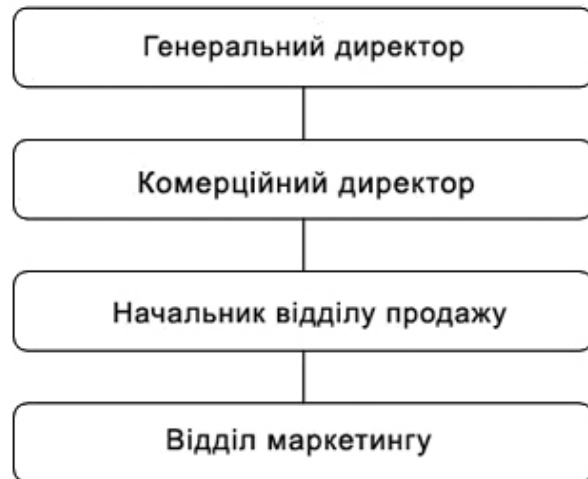 Генеральний директор
Комерційний директор
Начальник відділу продажу
Відділ маркетингу